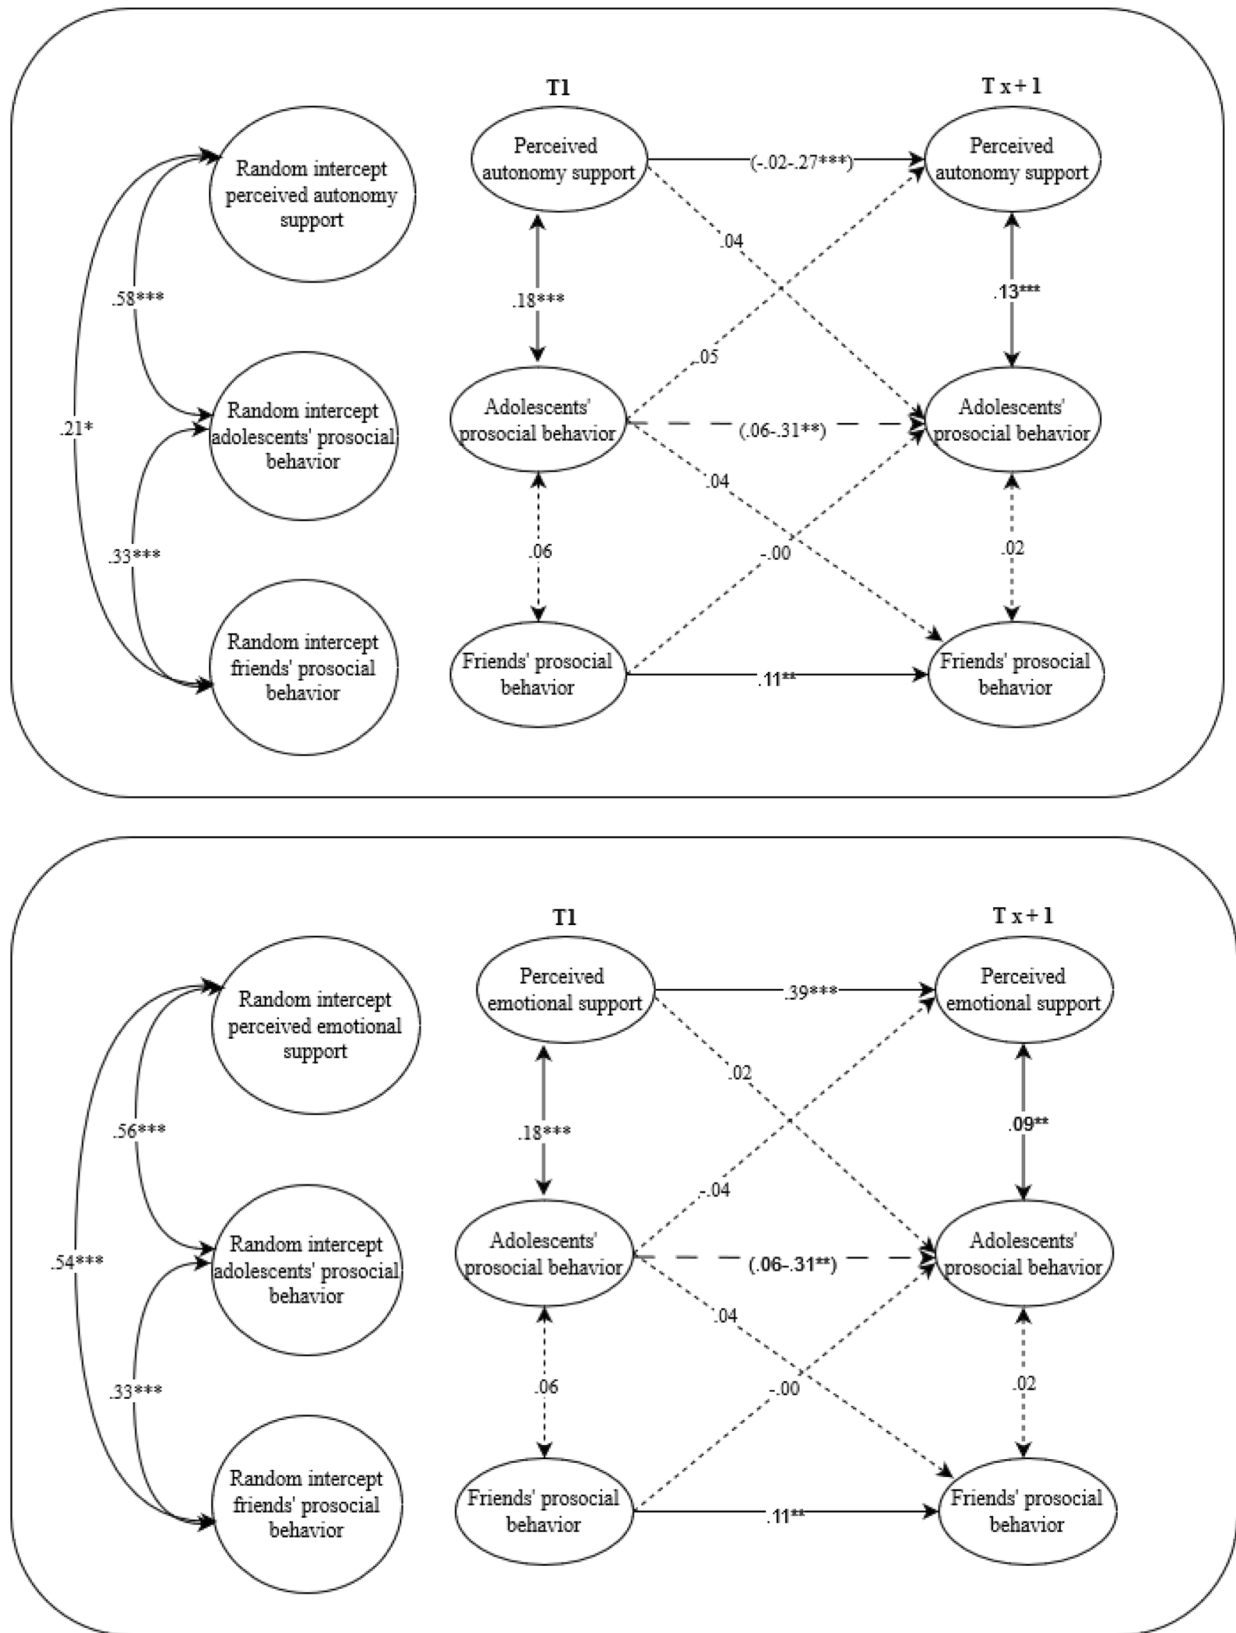 T1
T x + 1
Random intercept
perceived autonomy
support
Perceived
autonomy support
(-.02-.27***)
Perceived
autonomy support
.04
.58***
.18***
.13***
.05
Random intercept
adolescents' prosocial
behavior
Adolescents'
prosocial behavior
(.06-.31**)
Adolescents'
prosocial behavior
.21*
.04
.33***
.06
-.00
.02
Random intercept
friends' prosocial
behavior
Friends' prosocial
behavior
.11**
Friends' prosocial
behavior
T1
T x + 1
Random intercept
perceived emotional
support
Perceived
emotional support
.39***
Perceived
emotional support
.02
.56***
.18***
.09**
-.04
Random intercept
adolescents' prosocial
behavior
Adolescents'
prosocial behavior
(.06-.31**)
Adolescents'
prosocial behavior
.54***
.04
.33***
.06
-.00
.02
Random intercept
friends' prosocial
behavior
Friends' prosocial
behavior
.11**
Friends' prosocial
behavior